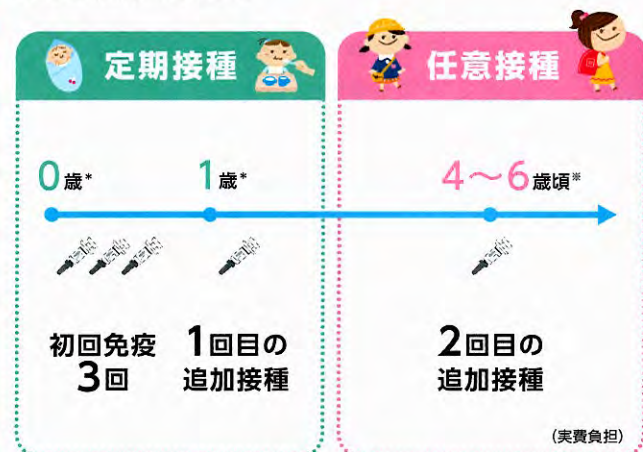 定期接種
任意接種
0歳*
1歳*
4〜6歳頃※
初回免疫
3回
1回目の
追加接種
2回目の
追加接種
(実費負担)